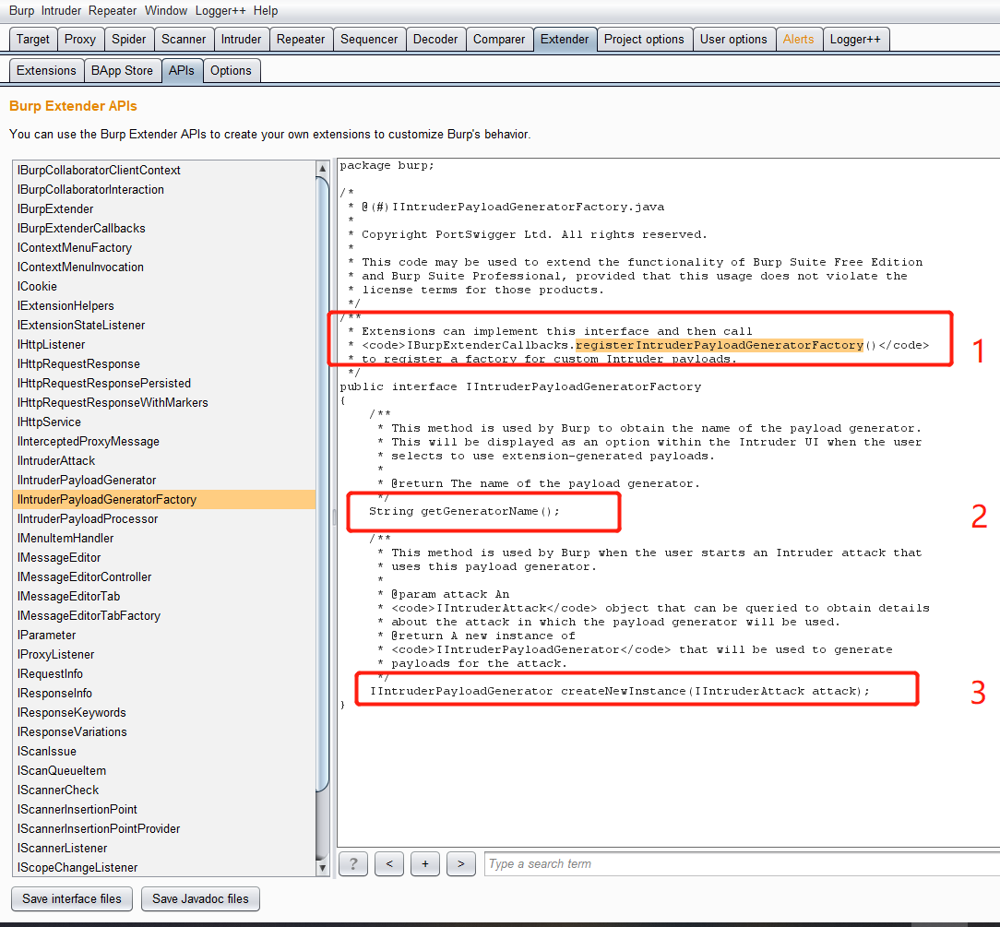 Burp Intruder Repeater Window Logger++ Help
Target Proxy Spider Scanner Intruder Repeater Sequencer Decoder Comparer Extender Project options User options Alerts Logger++
Extensions BApp Store APIs Options
Burp Extender APIs
You can use the Burp Extender APIs to create your own extensions to customize Burp's behavior.
IBurpCollaboratorClientContext
IBurpCollaboratorInteraction
IBurpExtender
IBurpExtenderCallbacks
IContextMenuFactory
IContextMenuInvocation
ICookie
IExtensionHelpers
IExtensionStateListener
IHttpListener
IHttpRequestResponse
IHttpRequestResponsePersisted
IHttpRequestResponseWithMarkers
IHttpService
IInterceptedProxyMessage
IIntruderAttack
IIntruderPayloadGenerator
IIntruderPayloadGeneratorFactory
IIntruderPayloadProcessor
IMenuItemHandler
IMessageEditor
IMessageEditorController
IMessageEditorTab
IMessageEditorTabFactory
IParameter
IProxyListener
IRequestInfo
IResponseInfo
IResponseKeywords
IResponseVariations
IScanIssue
IScanQueueItem
IScannerCheck
IScannerInsertionPoint
IScannerInsertionPointProvider
IScannerListener
IScopeChangeListener
package burp;
/*
* @(#)IIntruderPayloadGeneratorFactory.java
*
* Copyright PortSwigger Ltd. All rights reserved.
*
* This code may be used to extend the functionality of Burp Suite Free Edition
* and Burp Suite Professional, provided that this usage does not violate the
* license terms for those products.
*/
/**
* Extensions can implement this interface and then call
* <code>IBurpExtenderCallbacks.registerIntruderPayloadGeneratorFactory()</code>
* to register a factory for custom Intruder payloads.
*/
1
public interface IIntruderPayloadGeneratorFactory
{
/**
* This method is used by Burp to obtain the name of the payload generator.
* This will be displayed as an option within the Intruder UI when the user
* selects to use extension-generated payloads.
*
* @return The name of the payload generator.
*/
String getGeneratorName();
2
/**
* This method is used by Burp when the user starts an Intruder attack that
* uses this payload generator.
*
* @param attack An
* <code>IIntruderAttack</code> object that can be queried to obtain details
* about the attack in which the payload generator will be used.
* @return A new instance of
* <code>IIntruderPayloadGenerator</code> that will be used to generate
* payloads for the attack.
*/
IIntruderPayloadGenerator createNewInstance(IIntruderAttack attack);
3
}
? < + > Type a search term
Save interface files Save Javadoc files